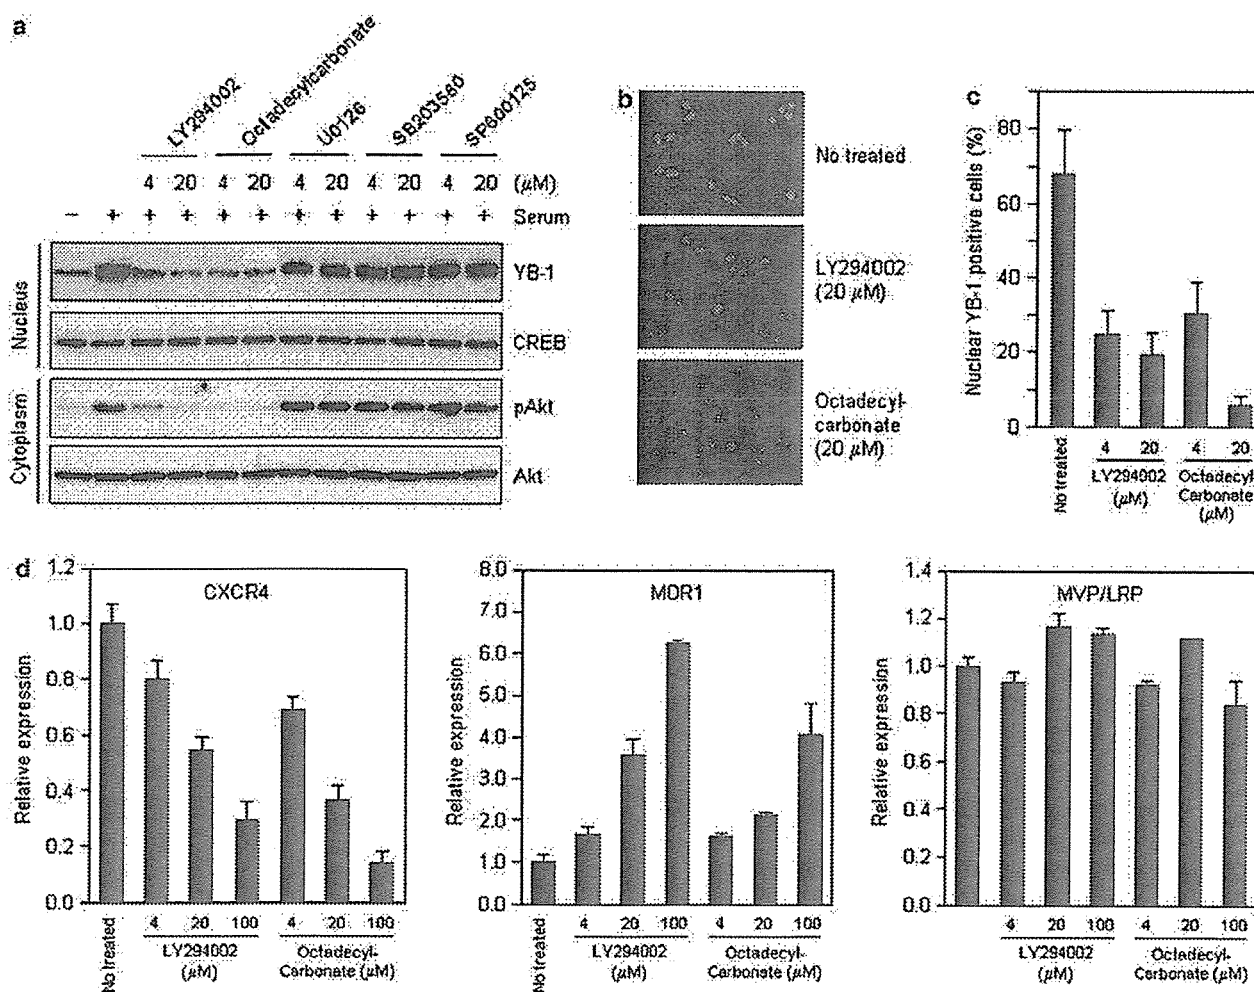 a
LY294002
Octadecylcarbonate
U0126
SB203580
SP600125
4 20 4 20 4 20 4 20 4 20 (μM)
− + + + + + + + + + + + Serum
Nucleus
YB-1
CREB
Cytoplasm
pAkt
Akt
b
No treated
LY294002
(20 μM)
Octadecyl-
carbonate
(20 μM)
c
Nuclear YB-1 positive cells (%)
80
60
40
20
0
No treated
4 20 4 20
LY294002
(μM)
Octadecyl
Carbonate
(μM)
d
CXCR4
Relative expression
1.2
1.0
0.8
0.6
0.4
0.2
0.0
No treated
4 20 100 4 20 100
LY294002
(μM)
Octadecyl-
Carbonate (μM)
MDR1
Relative expression
8.0
7.0
6.0
5.0
4.0
3.0
2.0
1.0
0.0
No treated
4 20 100 4 20 100
LY294002
(μM)
Octadecyl-
Carbonate (μM)
MVP/LRP
Relative expression
1.4
1.2
1.0
0.8
0.6
0.4
0.2
0.0
4 20 100 4 20 100
LY294002
(μM)
Octadecyl-
Carbonate (μM)